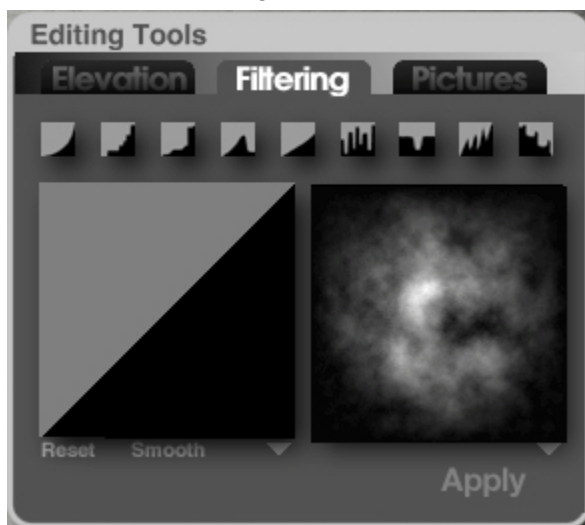 Editing Tools
Elevation Filtering Pictures
Reset Smooth
Apply